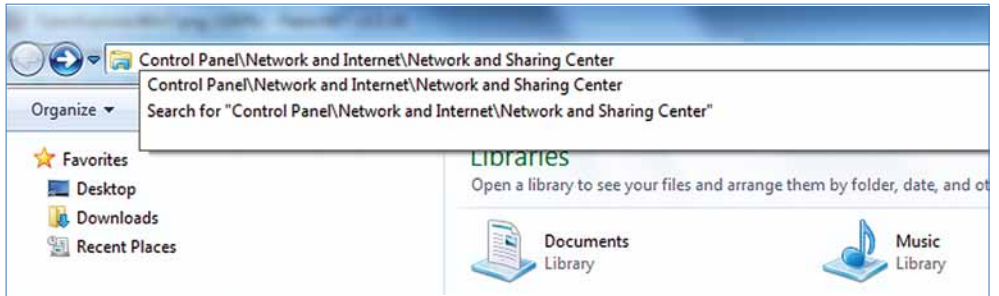 Control Panel\Network and Internet\Network and Sharing Center
Control Panel\Network and Internet\Network and Sharing Center
Search for "Control Panel\Network and Internet\Network and Sharing Center"
Organize
Favorites
Desktop
Downloads
Recent Places
Libraries
Open a library to see your files and arrange them by folder, date, and ot
Documents
Library
Music
Library